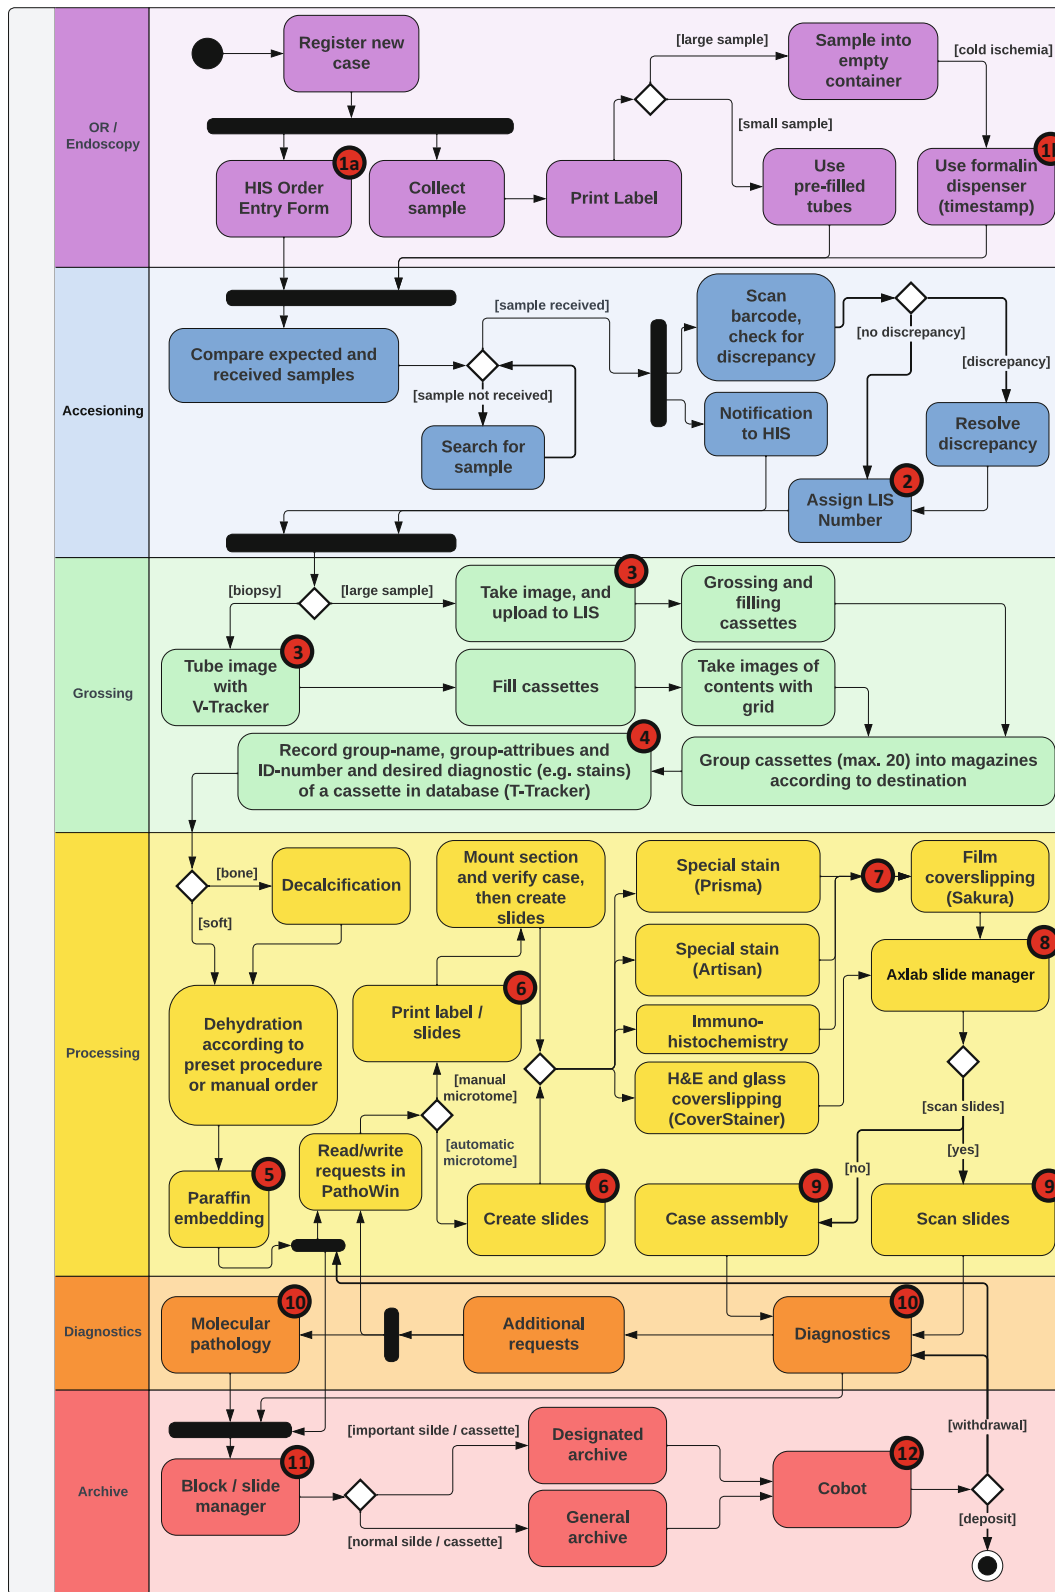 OR /
Endoscopy
Register new
case
[large sample]
Sample into
empty
container
[cold ischemia]
[small sample]
1a
HIS Order
Entry Form
Collect
sample
Print Label
Use
pre-filled
tubes
Use formalin
dispenser
(timestamp)
Accesioning
Compare expected and
received samples
[sample received]
[sample not received]
Search for
sample
Scan
barcode,
check for
discrepancy
[no discrepancy]
[discrepancy]
Notification
to HIS
Resolve
discrepancy
2
Assign LIS
Number
Grossing
[biopsy]
[large sample]
3
Take image, and
upload to LIS
Grossing and
filling
cassettes
3
Tube image
with
V-Tracker
Fill cassettes
Take images of
contents with
grid
4
Record group-name, group-attribues and
ID-number and desired diagnostic (e.g. stains)
of a cassette in database (T-Tracker)
Group cassettes (max. 20) into magazines
according to destination
Processing
[bone]
Decalcification
[soft]
Mount section
and verify case,
then create
slides
Special stain
(Prisma)
7
Film
coverslipping
(Sakura)
Special stain
(Artisan)
8
Axlab slide manager
Dehydration
according to
preset procedure
or manual order
6
Print label /
slides
Immuno-
histochemistry
[manual
microtome]
H&E and glass
coverslipping
(CoverStainer)
[scan slides]
Read/write
requests in
PathoWin
[automatic
microtome]
[no]
[yes]
5
Paraffin
embedding
6
Create slides
9
Case assembly
9
Scan slides
Diagnostics
10
Molecular
pathology
Additional
requests
10
Diagnostics
Archive
[important silde / cassette]
Designated
archive
[withdrawal]
11
Block / slide
manager
12
Cobot
[normal silde / cassette]
General
archive
[deposit]